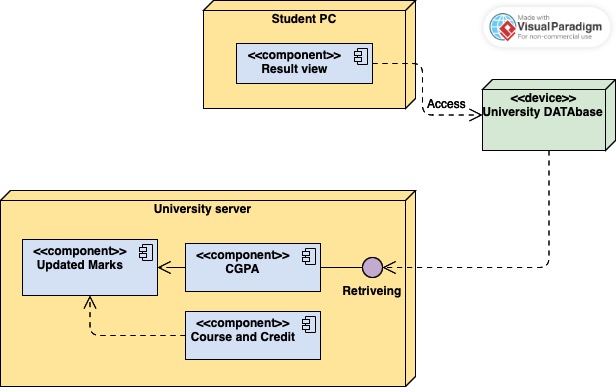 Student PC
Made with
Visual Paradigm
For non-commercial use
<<component>>
Result view
Access
<<device>>
University DATAbase
University server
<<component>>
Updated Marks
<<component>>
CGPA
Retriveing
<<component>>
Course and Credit